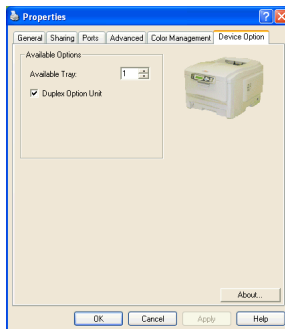 Properties
General Sharing Ports Advanced Color Management Device Option
Available Options
Available Tray: 1
Duplex Option Unit
About...
OK Cancel Apply Help